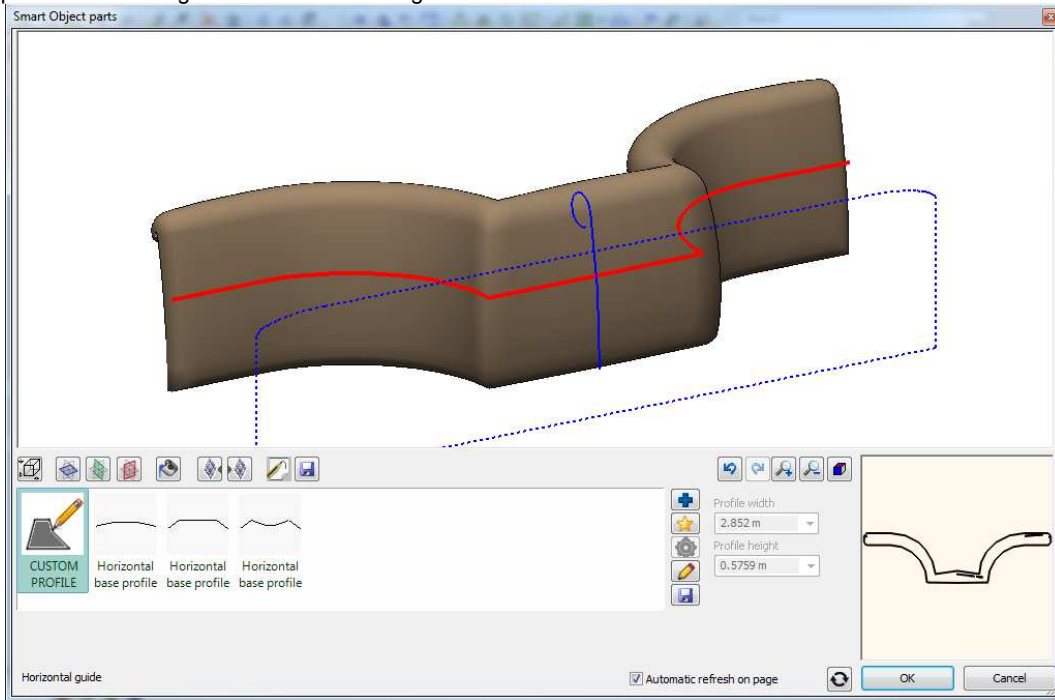 Smart Object parts
Profile width
2.852 m
Profile height
0.5759 m
CUSTOM PROFILE
Horizontal base profile
Horizontal base profile
Horizontal base profile
Horizontal guide
Automatic refresh on page
OK
Cancel